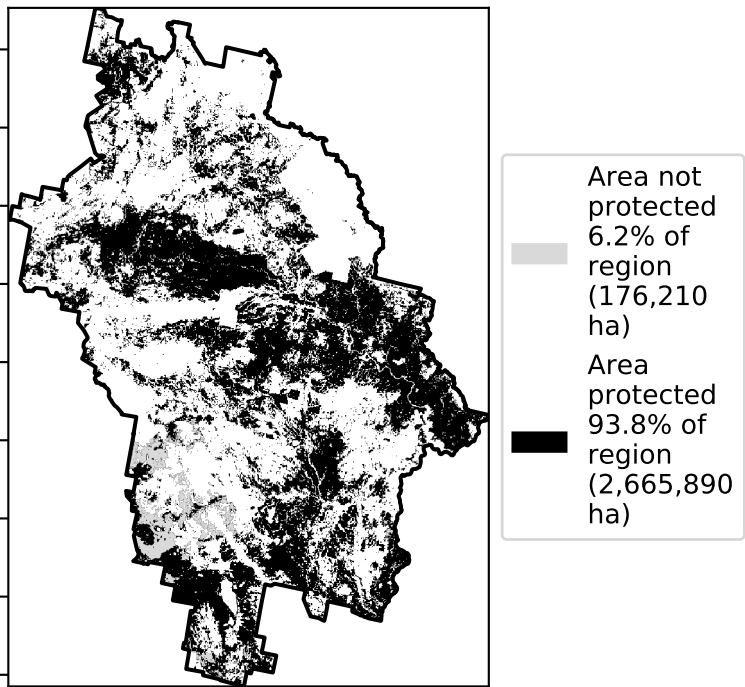 Area not
protected
6.2% of
region
(176,210
ha)
Area
protected
93.8% of
region
(2,665,890
ha)